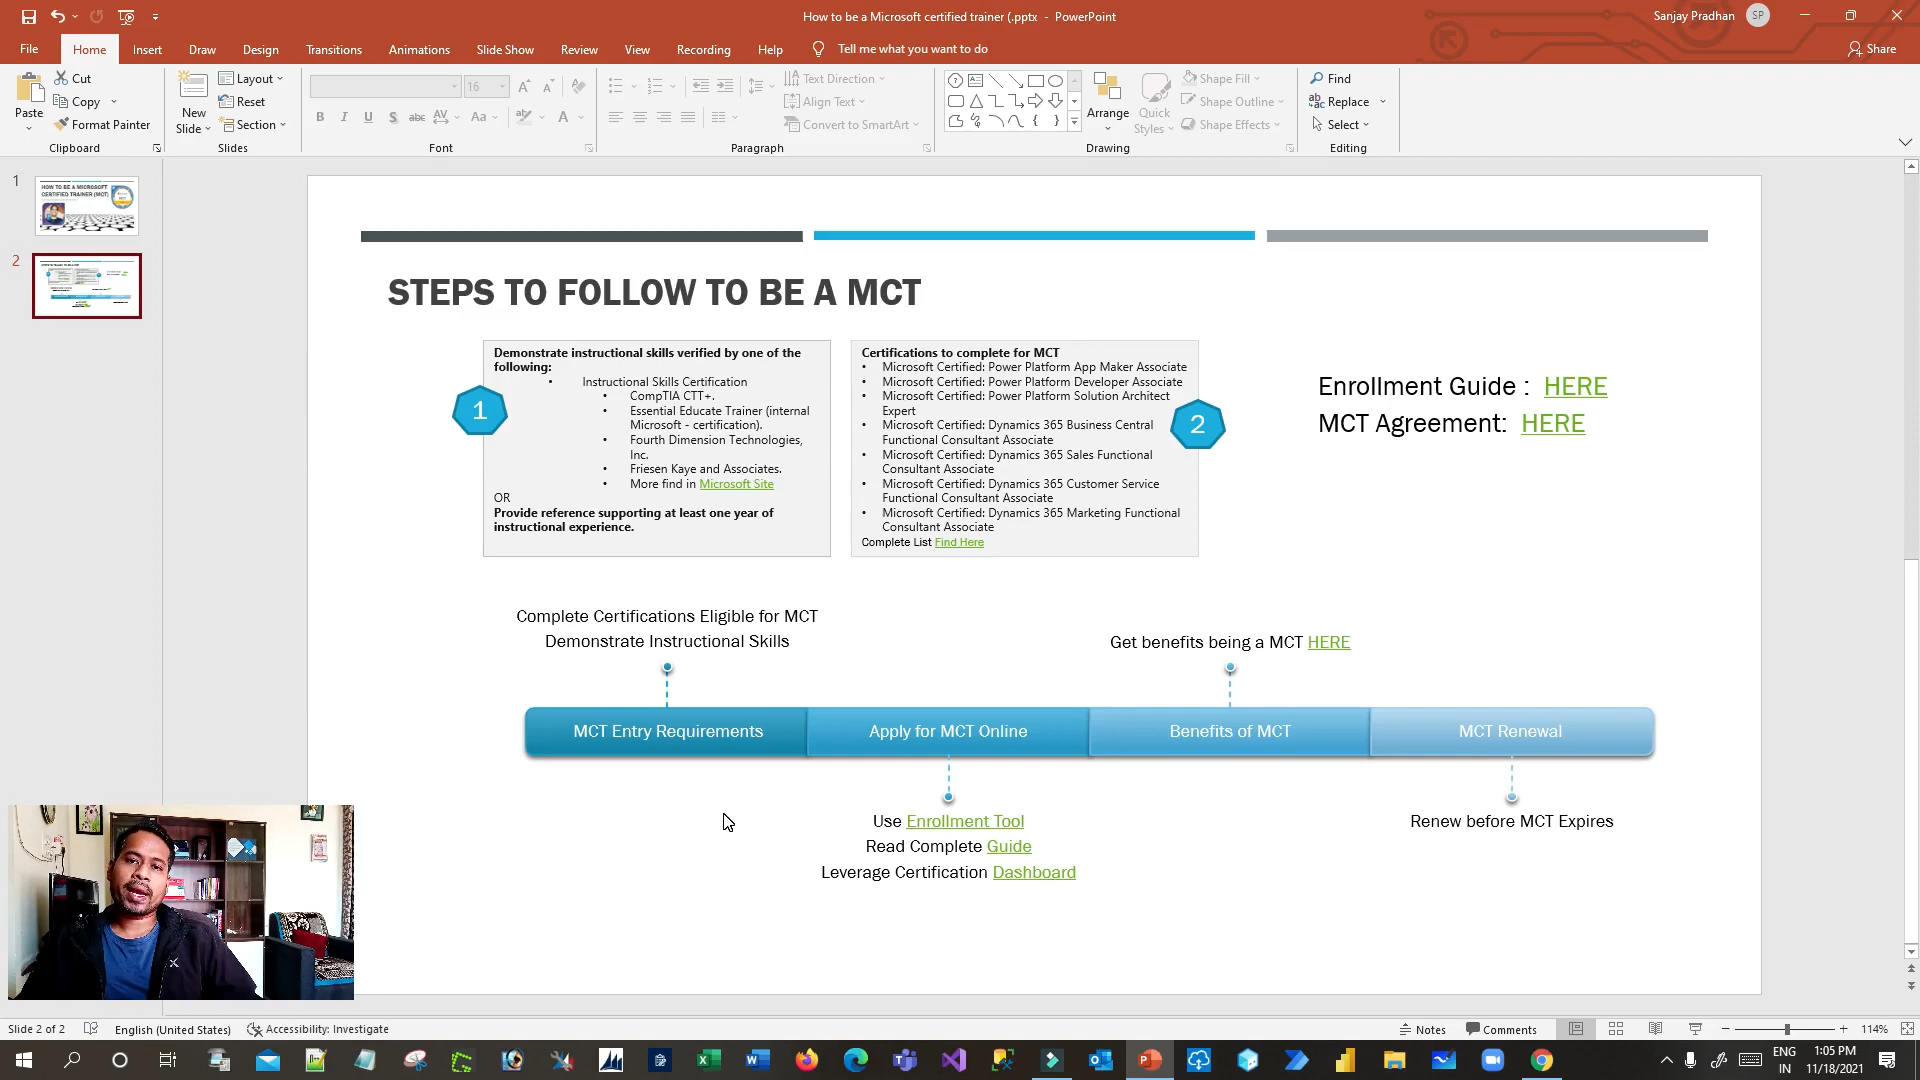 How to be a Microsoft certified trainer (.pptx - PowerPoint
Sanjay Pradhan
SP
File
Home
Insert
Draw
Design
Transitions
Animations
Slide Show
Review
View
Recording
Help
Tell me what you want to do
Share
Paste
Cut
Copy
Format Painter
Clipboard
New
Slide
Layout
Reset
Section
Slides
16
Font
Text Direction
Align Text
Convert to SmartArt
Paragraph
Arrange
Quick
Styles
Shape Fill
Shape Outline
Shape Effects
Drawing
Find
Replace
Select
Editing
1
HOW TO BE A MICROSOFT
CERTIFIED TRAINER (MCT)
2
STEPS TO FOLLOW TO BE A MCT
1
Demonstrate instructional skills verified by one of the
following:
• Instructional Skills Certification
• CompTIA CTT+.
• Essential Educate Trainer (internal
Microsoft - certification).
• Fourth Dimension Technologies,
Inc.
• Friesen Kaye and Associates.
• More find in Microsoft Site
OR
Provide reference supporting at least one year of
instructional experience.
2
Certifications to complete for MCT
• Microsoft Certified: Power Platform App Maker Associate
• Microsoft Certified: Power Platform Developer Associate
• Microsoft Certified: Power Platform Solution Architect
Expert
• Microsoft Certified: Dynamics 365 Business Central
Functional Consultant Associate
• Microsoft Certified: Dynamics 365 Sales Functional
Consultant Associate
• Microsoft Certified: Dynamics 365 Customer Service
Functional Consultant Associate
• Microsoft Certified: Dynamics 365 Marketing Functional
Consultant Associate
Complete List Find Here
Enrollment Guide : HERE
MCT Agreement: HERE
Complete Certifications Eligible for MCT
Demonstrate Instructional Skills
Get benefits being a MCT HERE
MCT Entry Requirements
Apply for MCT Online
Benefits of MCT
MCT Renewal
Use Enrollment Tool
Read Complete Guide
Leverage Certification Dashboard
Renew before MCT Expires
Slide 2 of 2
English (United States)
Accessibility: Investigate
Notes
Comments
114%
ENG
IN
1:05 PM
11/18/2021